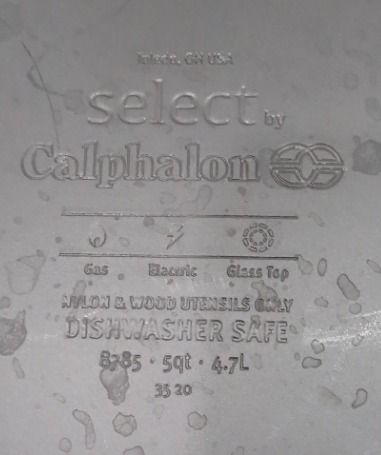 Toledo, OH USA
select by
Calphalon
Gas Electric Glass Top
NYLON & WOOD UTENSILS ONLY
DISHWASHER SAFE
8785 · 5qt · 4.7L
35 20